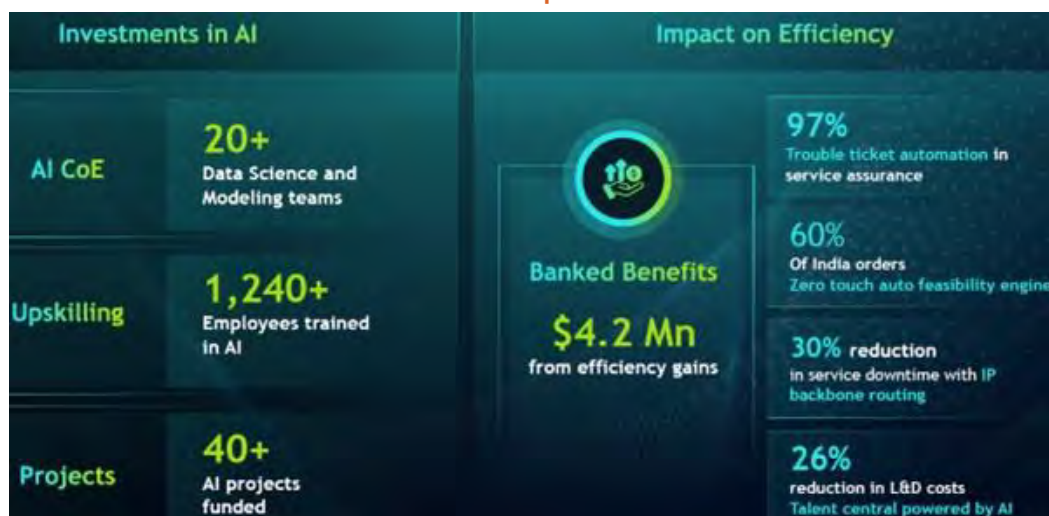 Investments in AI
AI CoE
20+
Data Science and
Modeling teams
Upskilling
1,240+
Employees trained
in AI
Projects
40+
AI projects
funded
Impact on Efficiency
Banked Benefits
$4.2 Mn
from efficiency gains
97%
Trouble ticket automation in
service assurance
60%
Of India orders
Zero touch auto feasibility engine
30% reduction
in service downtime with IP
backbone routing
26%
reduction in L&D costs
Talent central powered by AI